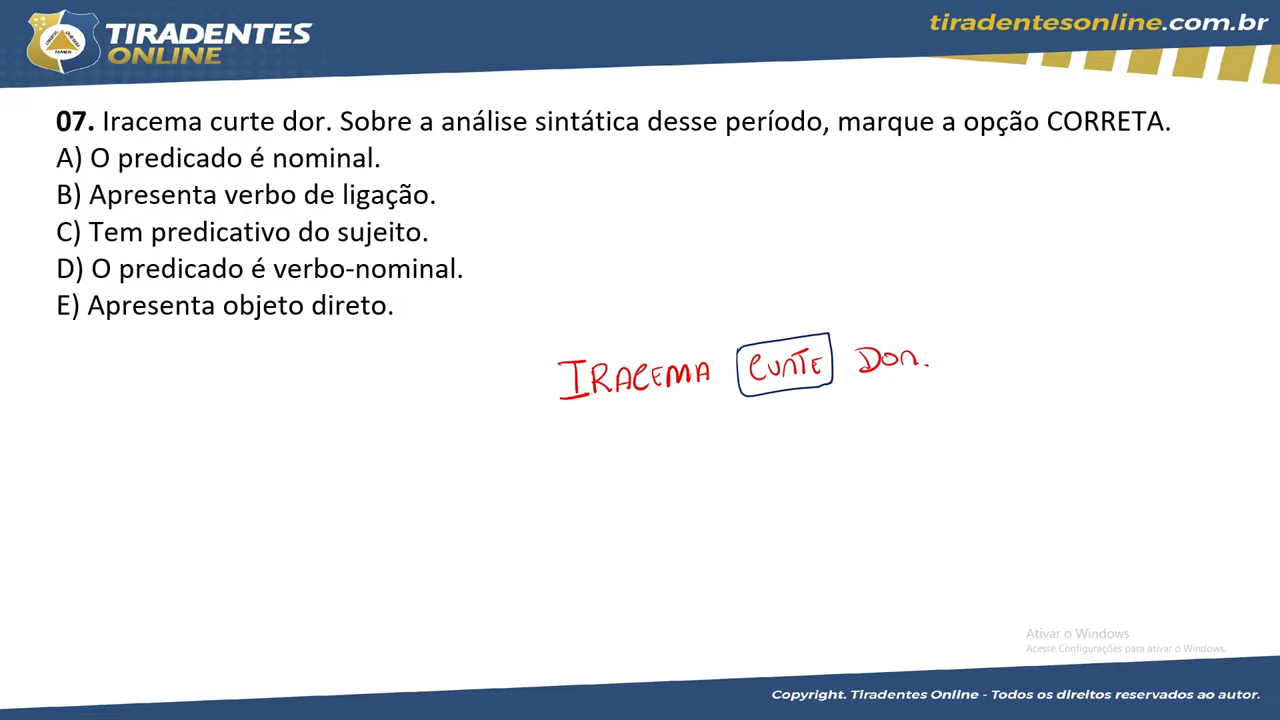 TIRADENTES
ONLINE
tiradentesonline.com.br
07. Iracema curte dor. Sobre a análise sintática desse período, marque a opção CORRETA.
A) O predicado é nominal.
B) Apresenta verbo de ligação.
C) Tem predicativo do sujeito.
D) O predicado é verbo-nominal.
E) Apresenta objeto direto.
IRACEMA CURTE DOR.
Ativar o Windows
Acesse Configurações para ativar o Windows.
Copyright. Tiradentes Online - Todos os direitos reservados ao autor.